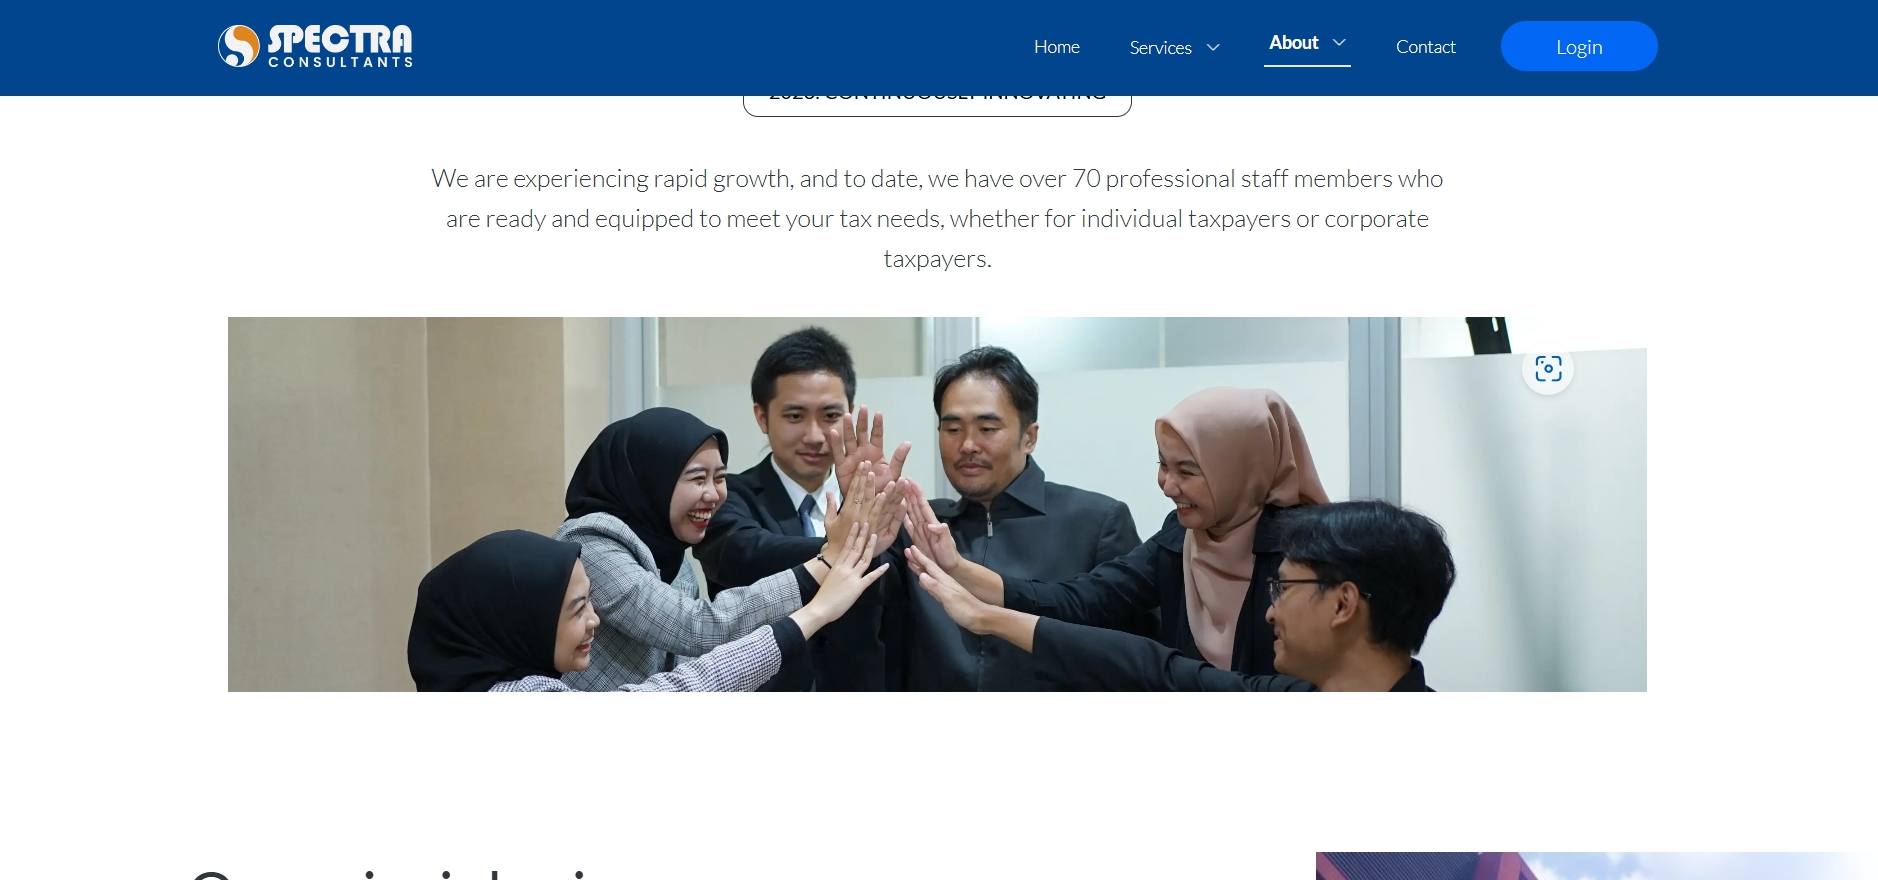 SPECTRA
CONSULTANTS
Home
Services
About
Contact
Login
We are experiencing rapid growth, and to date, we have over 70 professional staff members who
are ready and equipped to meet your tax needs, whether for individual taxpayers or corporate
taxpayers.